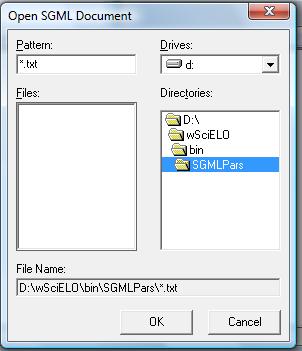 Open SGML Document
Pattern:
*.txt
Drives:
d:
Files:
Directories:
D:\
wSciELO
bin
SGMLPars
File Name:
D:\wSciELO\bin\SGMLPars\*.txt
OK
Cancel